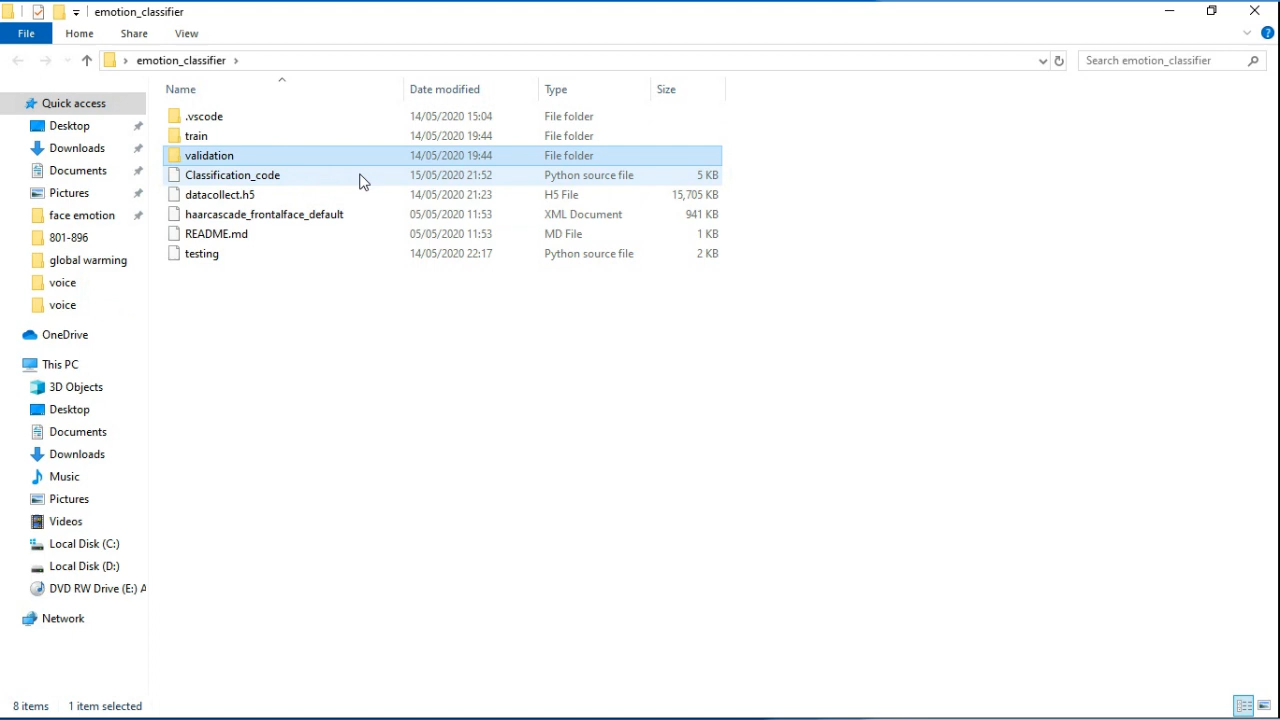 emotion_classifier
File Home Share View
emotion_classifier
Search emotion_classifier
Name Date modified Type Size
Quick access
Desktop
Downloads
Documents
Pictures
face emotion
801-896
global warming
voice
voice
OneDrive
This PC
3D Objects
Desktop
Documents
Downloads
Music
Pictures
Videos
Local Disk (C:)
Local Disk (D:)
DVD RW Drive (E:) A
Network
.vscode 14/05/2020 15:04 File folder
train 14/05/2020 19:44 File folder
validation 14/05/2020 19:44 File folder
Classification_code 15/05/2020 21:52 Python source file 5 KB
datacollect.h5 14/05/2020 21:23 H5 File 15,705 KB
haarcascade_frontalface_default 05/05/2020 11:53 XML Document 941 KB
README.md 05/05/2020 11:53 MD File 1 KB
testing 14/05/2020 22:17 Python source file 2 KB
8 items 1 item selected